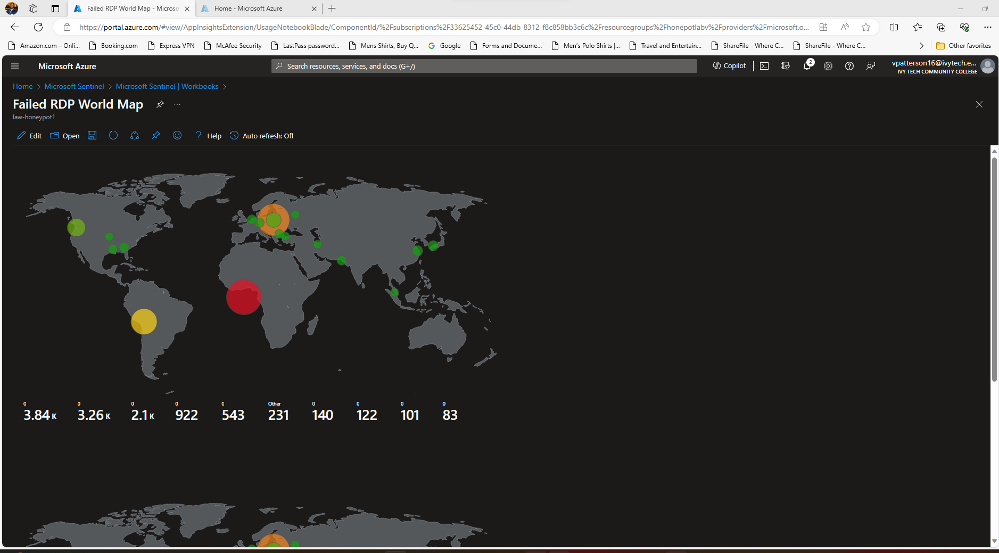 Failed RDP World Map - Microso
Home - Microsoft Azure
https://portal.azure.com/#view/AppInsightsExtension/UsageNotebookBlade/ComponentId/%2Fsubscriptions%2F33625452-45c0-44db-8312-f8c858bb3c6c%2Fresourcegroups%2Fhonepotlabv%2Fproviders%2Fmicrosoft.o...
Amazon.com – Onli...
Booking.com
Express VPN
McAfee Security
LastPass password...
Mens Shirts, Buy Q...
Google
Forms and Docume...
Men's Polo Shirts |...
Travel and Entertain...
ShareFile - Where C...
ShareFile - Where C...
Other favorites
Microsoft Azure
Search resources, services, and docs (G+/)
Copilot
2
vpatterson16@ivytech.e...
IVY TECH COMMUNITY COLLEGE
Home > Microsoft Sentinel > Microsoft Sentinel | Workbooks >
Failed RDP World Map
law-honeypot1
Edit
Open
Help
Auto refresh: Off
0 0 0 0 0 Other 0 0 0 0
3.84 K 3.26 K 2.1 K 922 543 231 140 122 101 83